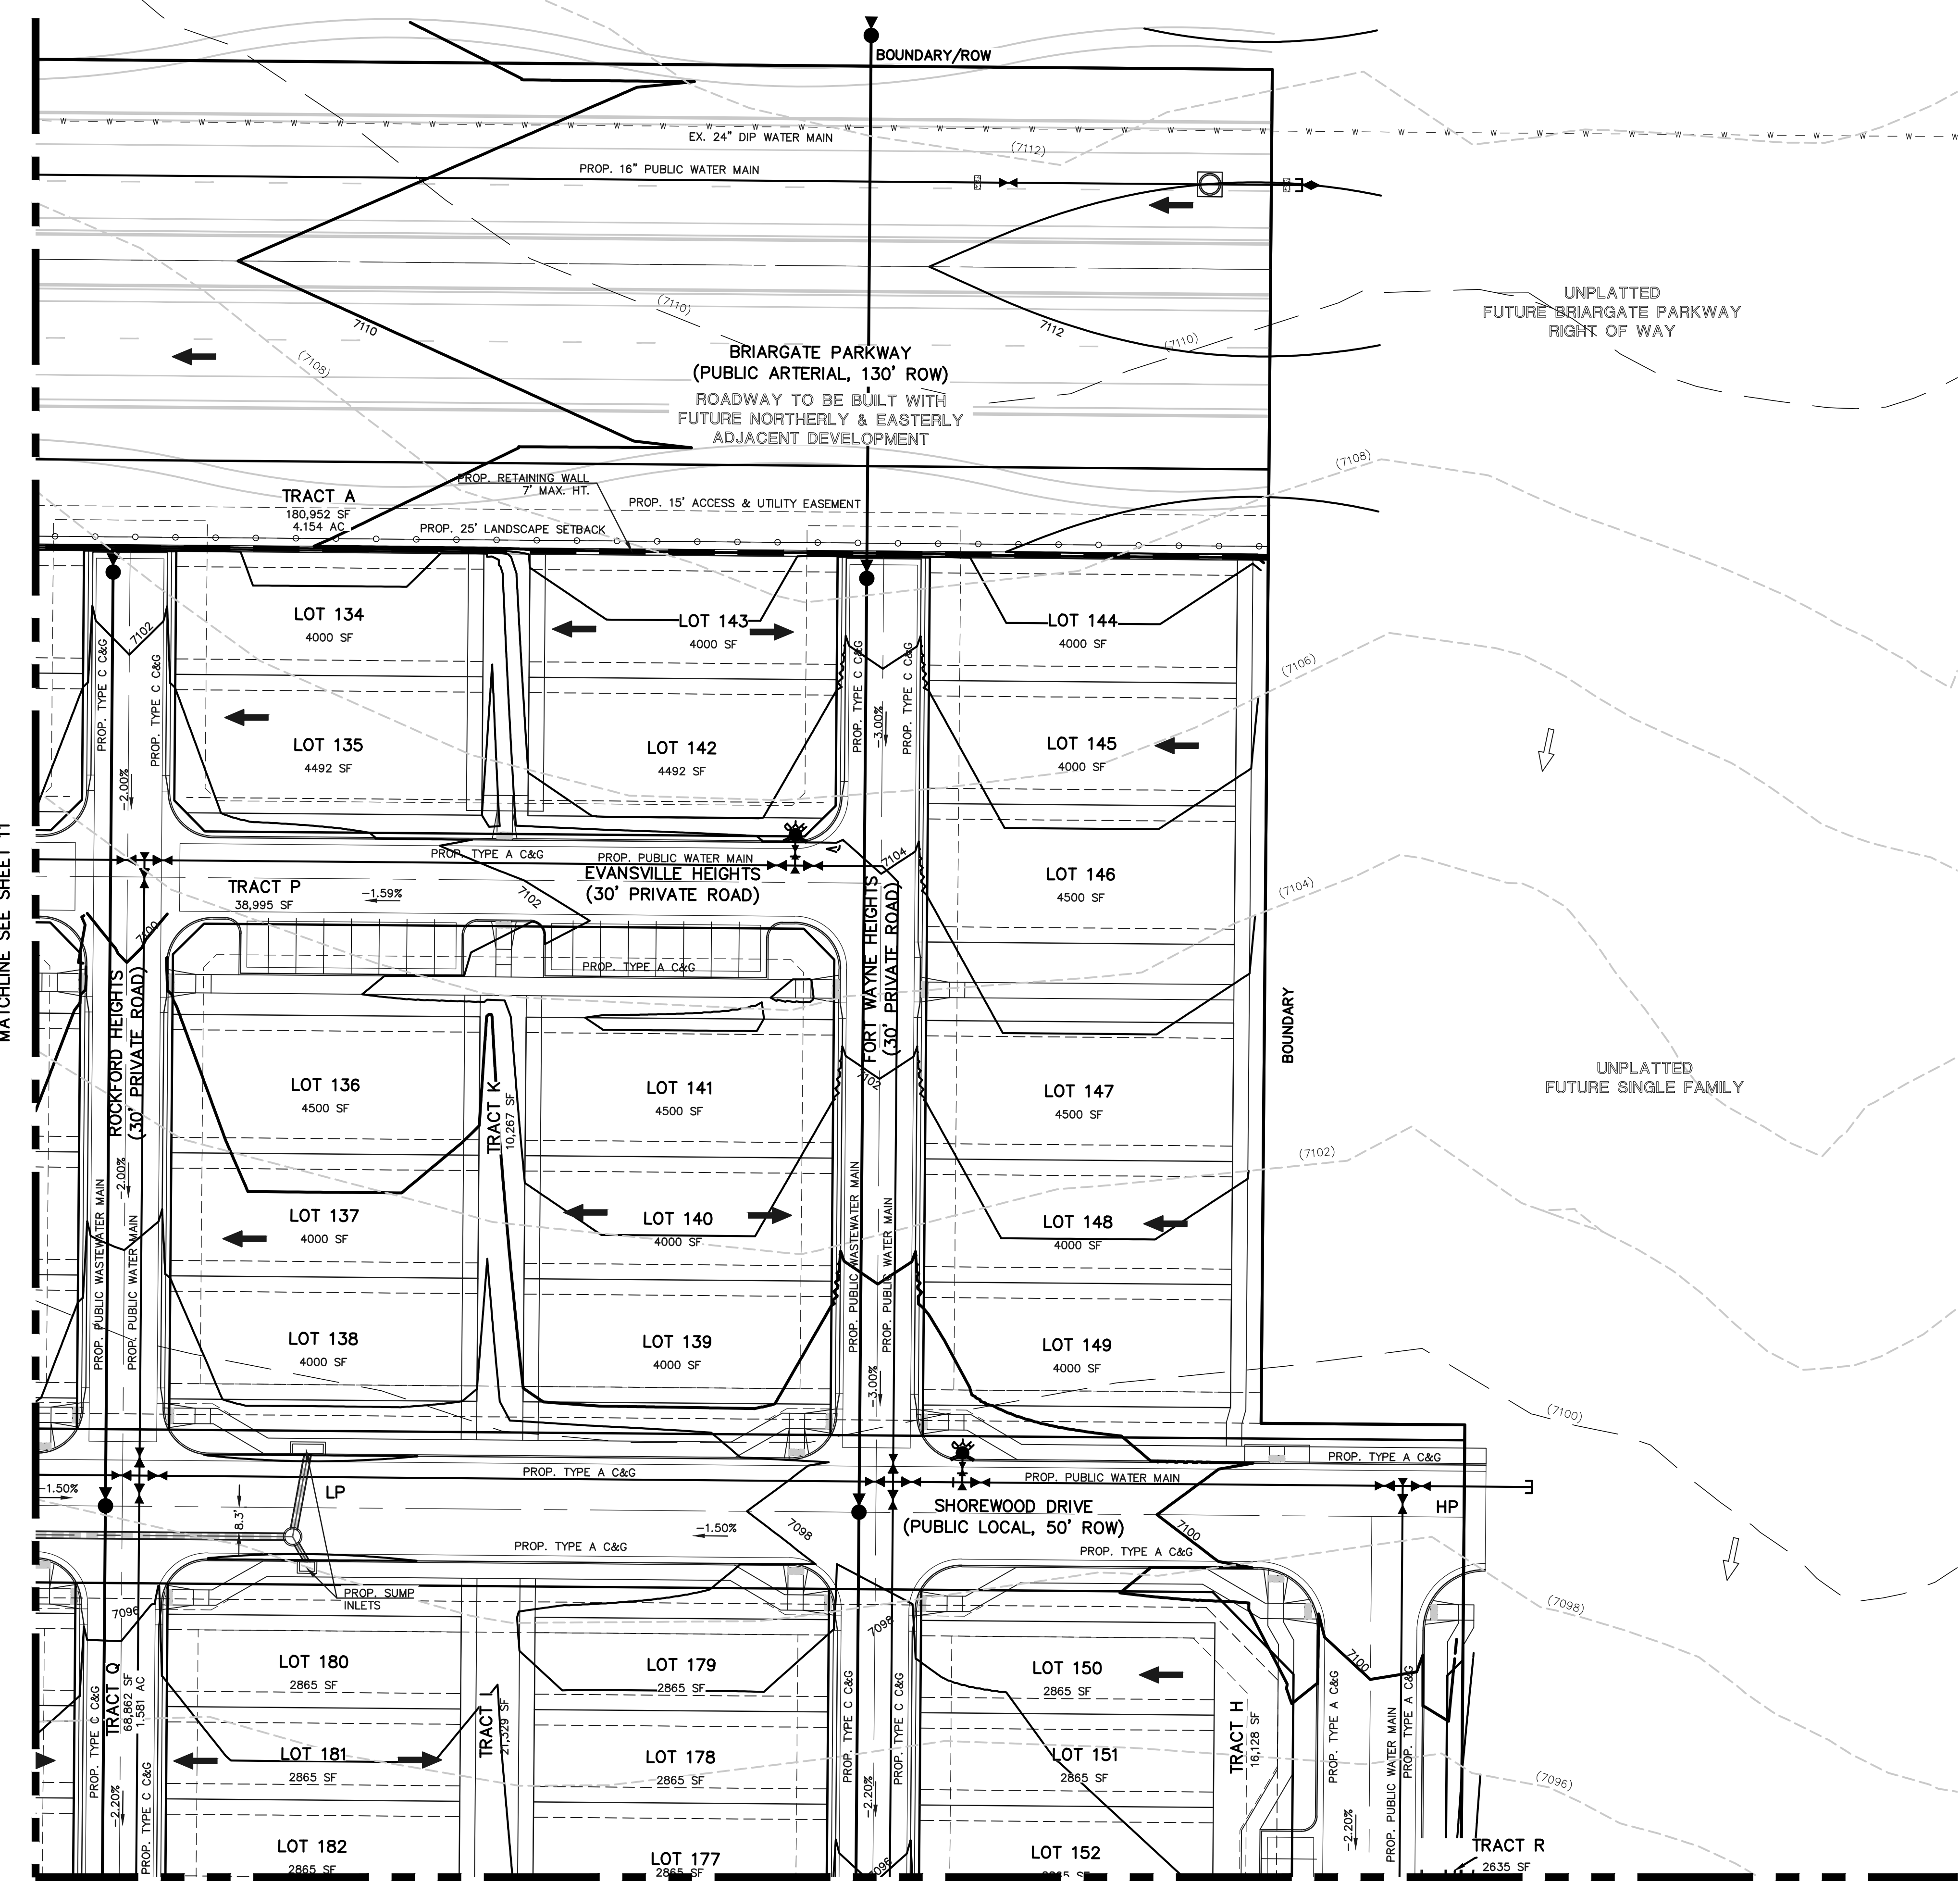 BOUNDARY/ROW
W W W W W W W W W W W W W W W W W W W W W W W W W W W W W W W W W W W W W W W W W W
EX. 24" DIP WATER MAIN
(7112)
PROP. 16" PUBLIC WATER MAIN
(7110)
7110
7112
(7110)
(7108)
UNPLATTED
FUTURE BRIARGATE PARKWAY
RIGHT OF WAY
BRIARGATE PARKWAY
(PUBLIC ARTERIAL, 130' ROW)
ROADWAY TO BE BUILT WITH
FUTURE NORTHERLY & EASTERLY
ADJACENT DEVELOPMENT
(7108)
PROP. RETAINING WALL
7' MAX. HT.
TRACT A
180,952 SF
4.154 AC
PROP. 15' ACCESS & UTILITY EASEMENT
PROP. 25' LANDSCAPE SETBACK
LOT 134
4000 SF
LOT 143
4000 SF
LOT 144
4000 SF
7102
PROP. TYPE C C&G
PROP. TYPE C C&G
PROP. TYPE C C&G
PROP. TYPE C C&G
(7106)
LOT 135
4492 SF
LOT 142
4492 SF
LOT 145
4000 SF
-2.00%
-3.00%
MATCHLINE SEE SHEET 11
PROP. TYPE A C&G
PROP. PUBLIC WATER MAIN
7104
EVANSVILLE HEIGHTS
(30' PRIVATE ROAD)
TRACT P
38,995 SF
-1.59%
7102
LOT 146
4500 SF
(7104)
7100
PROP. TYPE A C&G
ROCKFORD HEIGHTS
(30' PRIVATE ROAD)
FORT WAYNE HEIGHTS
(30' PRIVATE ROAD)
BOUNDARY
UNPLATTED
FUTURE SINGLE FAMILY
7102
LOT 136
4500 SF
TRACT K
10,267 SF
LOT 141
4500 SF
LOT 147
4500 SF
(7102)
-2.00%
PROP. PUBLIC WASTEWATER MAIN
PROP. PUBLIC WATER MAIN
LOT 137
4000 SF
LOT 140
4000 SF
PROP. PUBLIC WASTEWATER MAIN
PROP. PUBLIC WATER MAIN
LOT 148
4000 SF
LOT 138
4000 SF
LOT 139
4000 SF
-3.00%
LOT 149
4000 SF
(7100)
PROP. TYPE A C&G
PROP. TYPE A C&G
PROP. PUBLIC WATER MAIN
-1.50%
LP
8.3'
SHOREWOOD DRIVE
(PUBLIC LOCAL, 50' ROW)
HP
-1.50%
7098
7100
PROP. TYPE A C&G
PROP. TYPE A C&G
PROP. SUMP
INLETS
7096
7098
(7098)
7100
LOT 180
2865 SF
LOT 179
2865 SF
LOT 150
2865 SF
TRACT Q
68,862 SF
1.581 AC
PROP. TYPE C C&G
PROP. TYPE C C&G
TRACT I
21,329 SF
PROP. TYPE C C&G
PROP. TYPE C C&G
TRACT H
16,128 SF
PROP. TYPE A C&G
PROP. PUBLIC WATER MAIN
PROP. TYPE A C&G
LOT 181
2865 SF
LOT 178
2865 SF
LOT 151
2865 SF
(7096)
-2.20%
-2.20%
-2.20%
LOT 182
2865 SF
LOT 177
2865 SF
7096
LOT 152
TRACT R
2635 SF